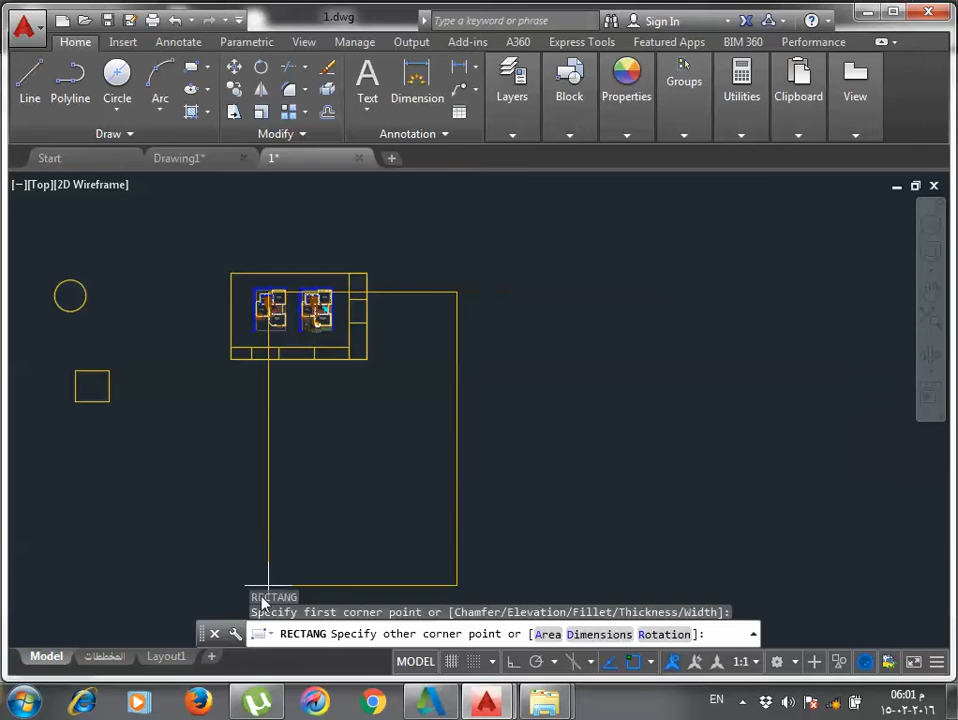 1.dwg
Type a keyword or phrase
Sign In
Home Insert Annotate Parametric View Manage Output Add-ins A360 Express Tools Featured Apps BIM 360 Performance
Line Polyline Circle Arc Text Dimension Layers Block Properties Groups Utilities Clipboard View
Draw Modify Annotation
Start Drawing1* 1*
[−][Top][2D Wireframe]
RECTANG
Specify first corner point or [Chamfer/Elevation/Fillet/Thickness/Width]:
RECTANG Specify other corner point or [Area Dimensions Rotation]:
Model المخططات Layout1 MODEL 1:1
EN 06:01 م
١٥-٠٢-٢٠١٦